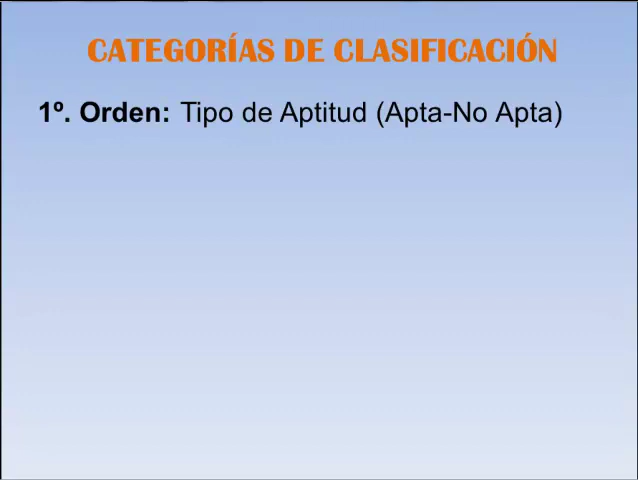 CATEGORÍAS DE CLASIFICACIÓN
1º. Orden: Tipo de Aptitud (Apta-No Apta)